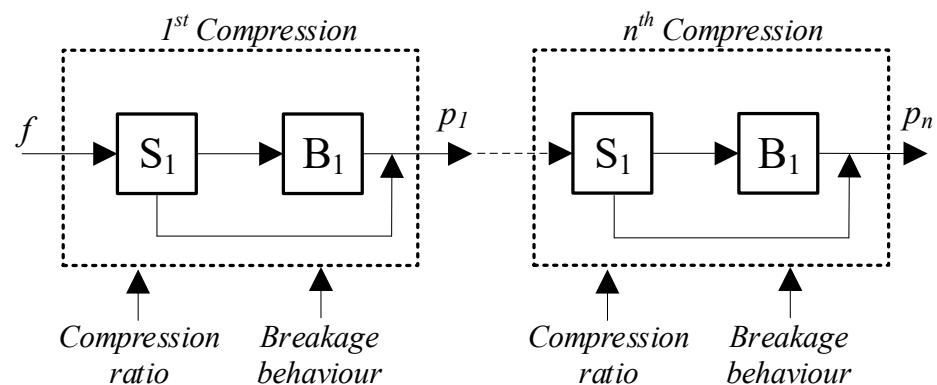 1st Compression
nth Compression
f
S1
B1
p1
S1
B1
pn
Compression
ratio
Breakage
behaviour
Compression
ratio
Breakage
behaviour